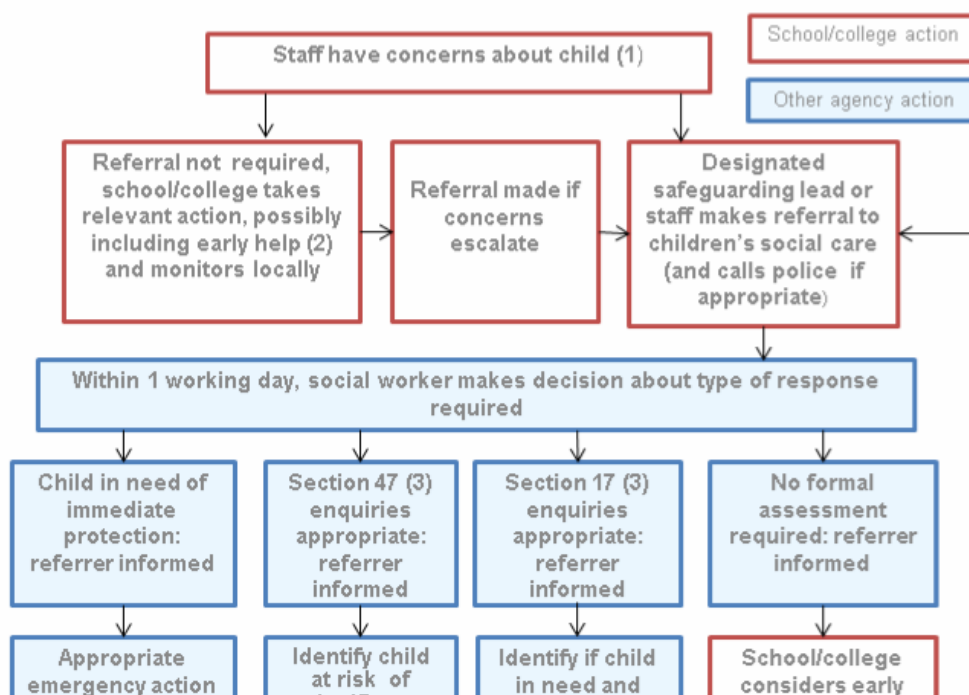 School/college action
Staff have concerns about child (1)
Other agency action
Referral not required,
school/college takes
relevant action, possibly
including early help (2)
and monitors locally
Referral made if
concerns
escalate
Designated
safeguarding lead or
staff makes referral to
children's social care
(and calls police if
appropriate)
Within 1 working day, social worker makes decision about type of response
required
Child in need of
immediate
protection:
referrer informed
Section 47 (3)
enquiries
appropriate:
referrer
informed
Section 17 (3)
enquiries
appropriate:
referrer
informed
No formal
assessment
required: referrer
informed
Appropriate
emergency action
Identify child
at risk of
Identify if child
in need and
School/college
considers early